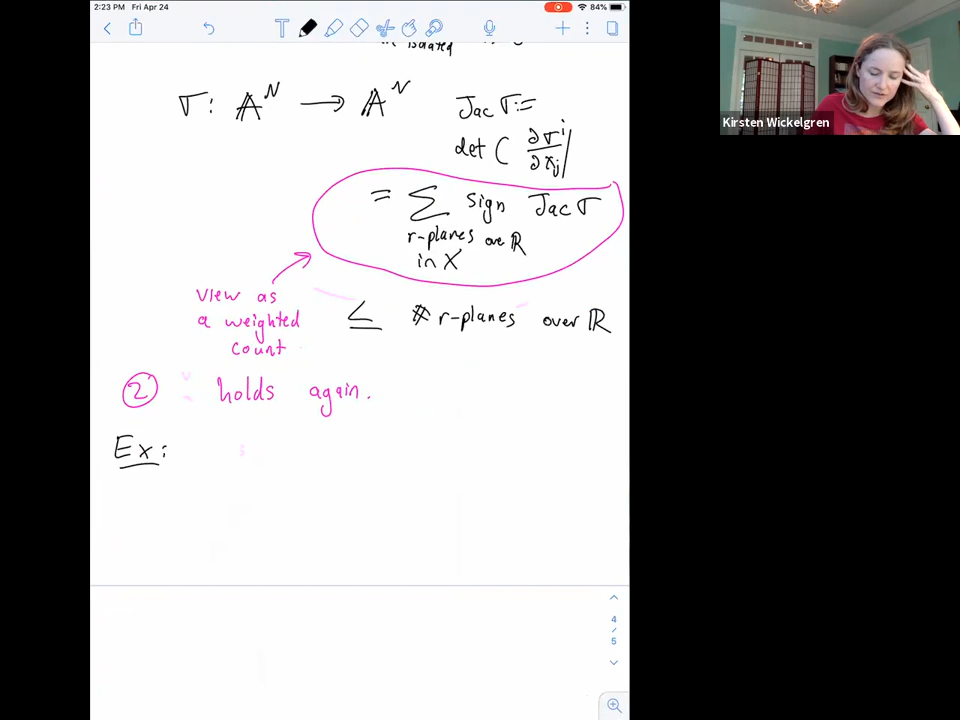 2:23 PM Fri Apr 24
84%
isolated
σ: 𝔸^N → 𝔸^N Jac σ :=
det ( ∂σ^i / ∂x_j )
= Σ sign Jac σ
r-planes over ℝ
in X
view as
a weighted
count
≤ # r-planes over ℝ
② holds again.
Ex:
4
/
5
Kirsten Wickelgren